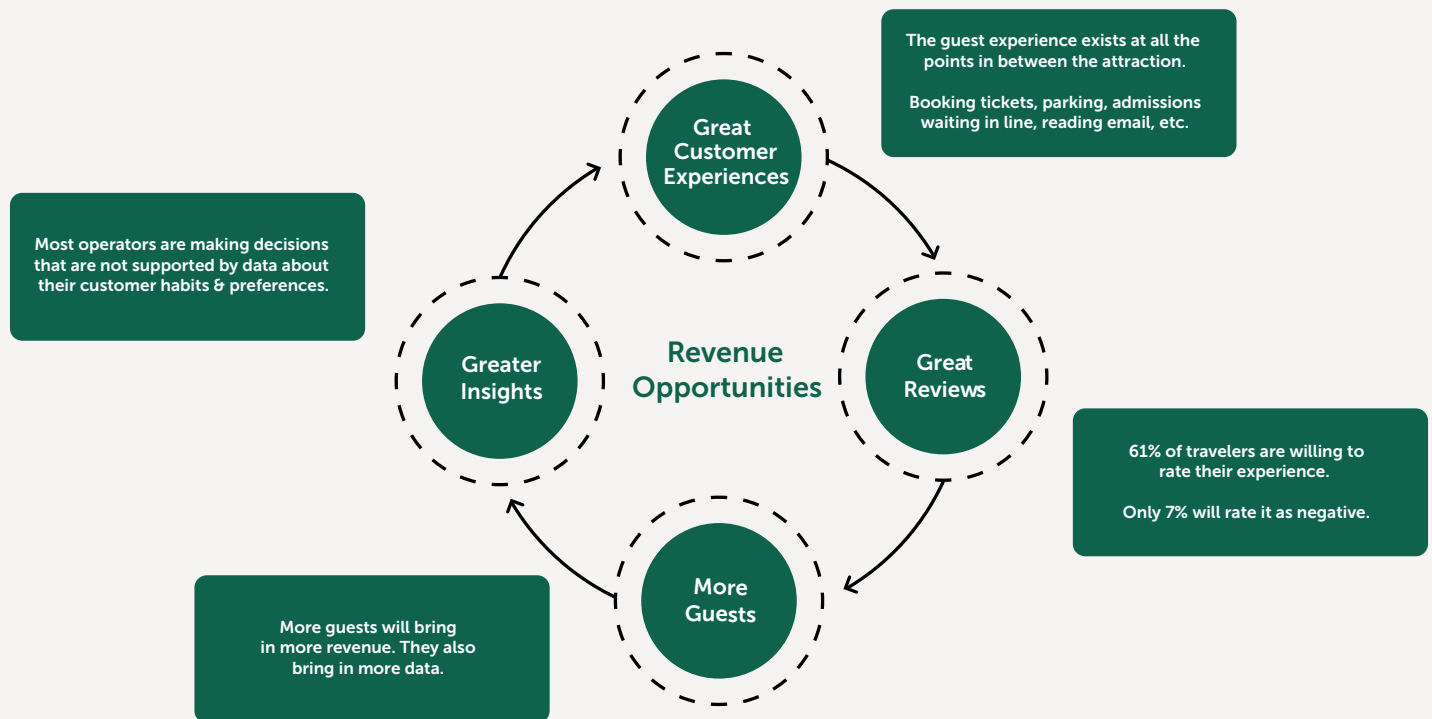 The guest experience exists at all the
points in between the attraction.
Booking tickets, parking, admissions
waiting in line, reading email, etc.
Great
Customer
Experiences
Most operators are making decisions
that are not supported by data about
their customer habits & preferences.
Greater
Insights
Revenue
Opportunities
Great
Reviews
61% of travelers are willing to
rate their experience.
Only 7% will rate it as negative.
More
Guests
More guests will bring
in more revenue. They also
bring in more data.